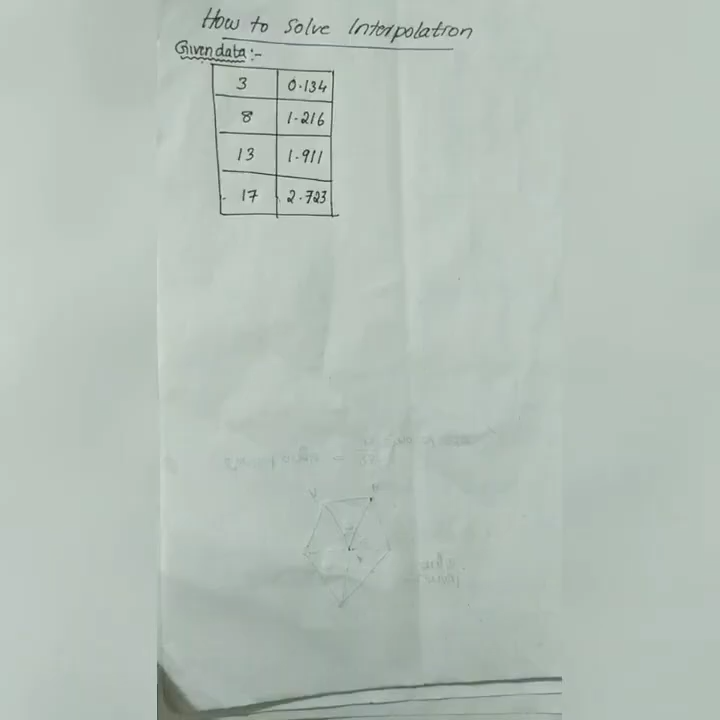 How to Solve Interpolation
Given data:-
3 0.134
8 1.216
13 1.911
17 2.723